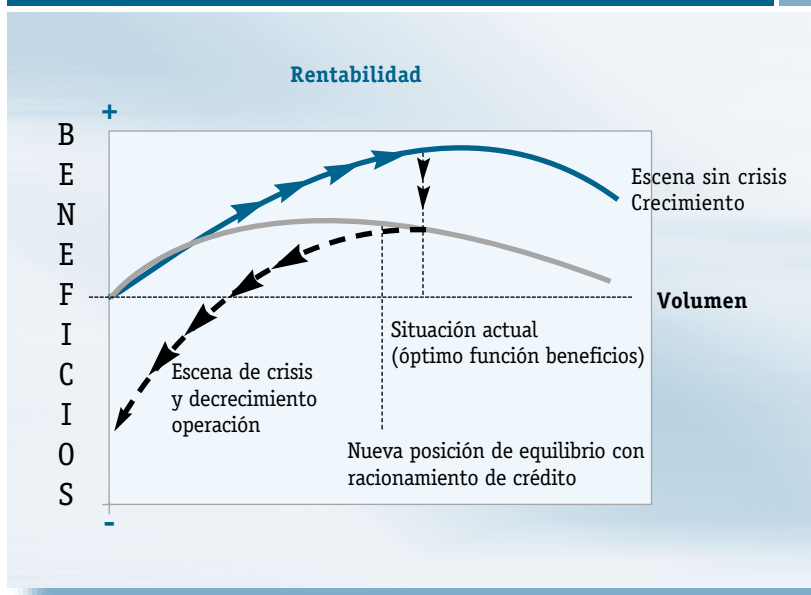 Rentabilidad
+
B
E
N
E
F
I
C
I
O
S
-
Escena sin crisis
Crecimiento
Volumen
Situación actual
(óptimo función beneficios)
Escena de crisis
y decrecimiento
operación
Nueva posición de equilibrio con
racionamiento de crédito